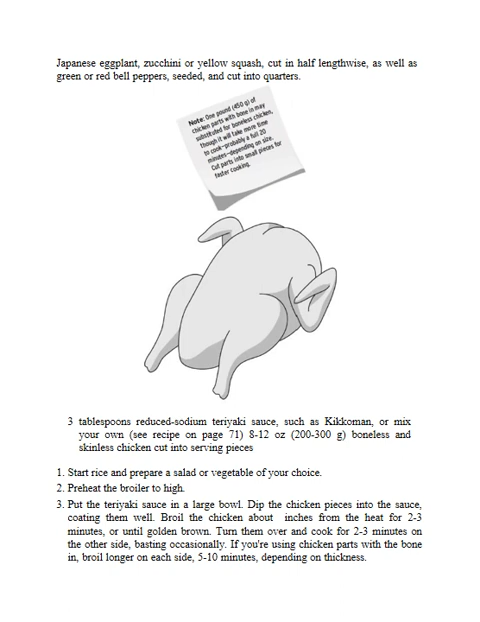 Japanese eggplant, zucchini or yellow squash, cut in half lengthwise, as well as
green or red bell peppers, seeded, and cut into quarters.
Note: One pound (450 g) of
chicken parts with bone in may
substituted for boneless chicken,
though it will take more time
to cook–probably a full 20
minutes–depending on size.
Cut parts into small pieces for
faster cooking.
3 tablespoons reduced-sodium teriyaki sauce, such as Kikkoman, or mix
your own (see recipe on page 71) 8-12 oz (200-300 g) boneless and
skinless chicken cut into serving pieces
1. Start rice and prepare a salad or vegetable of your choice.
2. Preheat the broiler to high.
3. Put the teriyaki sauce in a large bowl. Dip the chicken pieces into the sauce,
coating them well. Broil the chicken about inches from the heat for 2-3
minutes, or until golden brown. Turn them over and cook for 2-3 minutes on
the other side, basting occasionally. If you're using chicken parts with the bone
in, broil longer on each side, 5-10 minutes, depending on thickness.